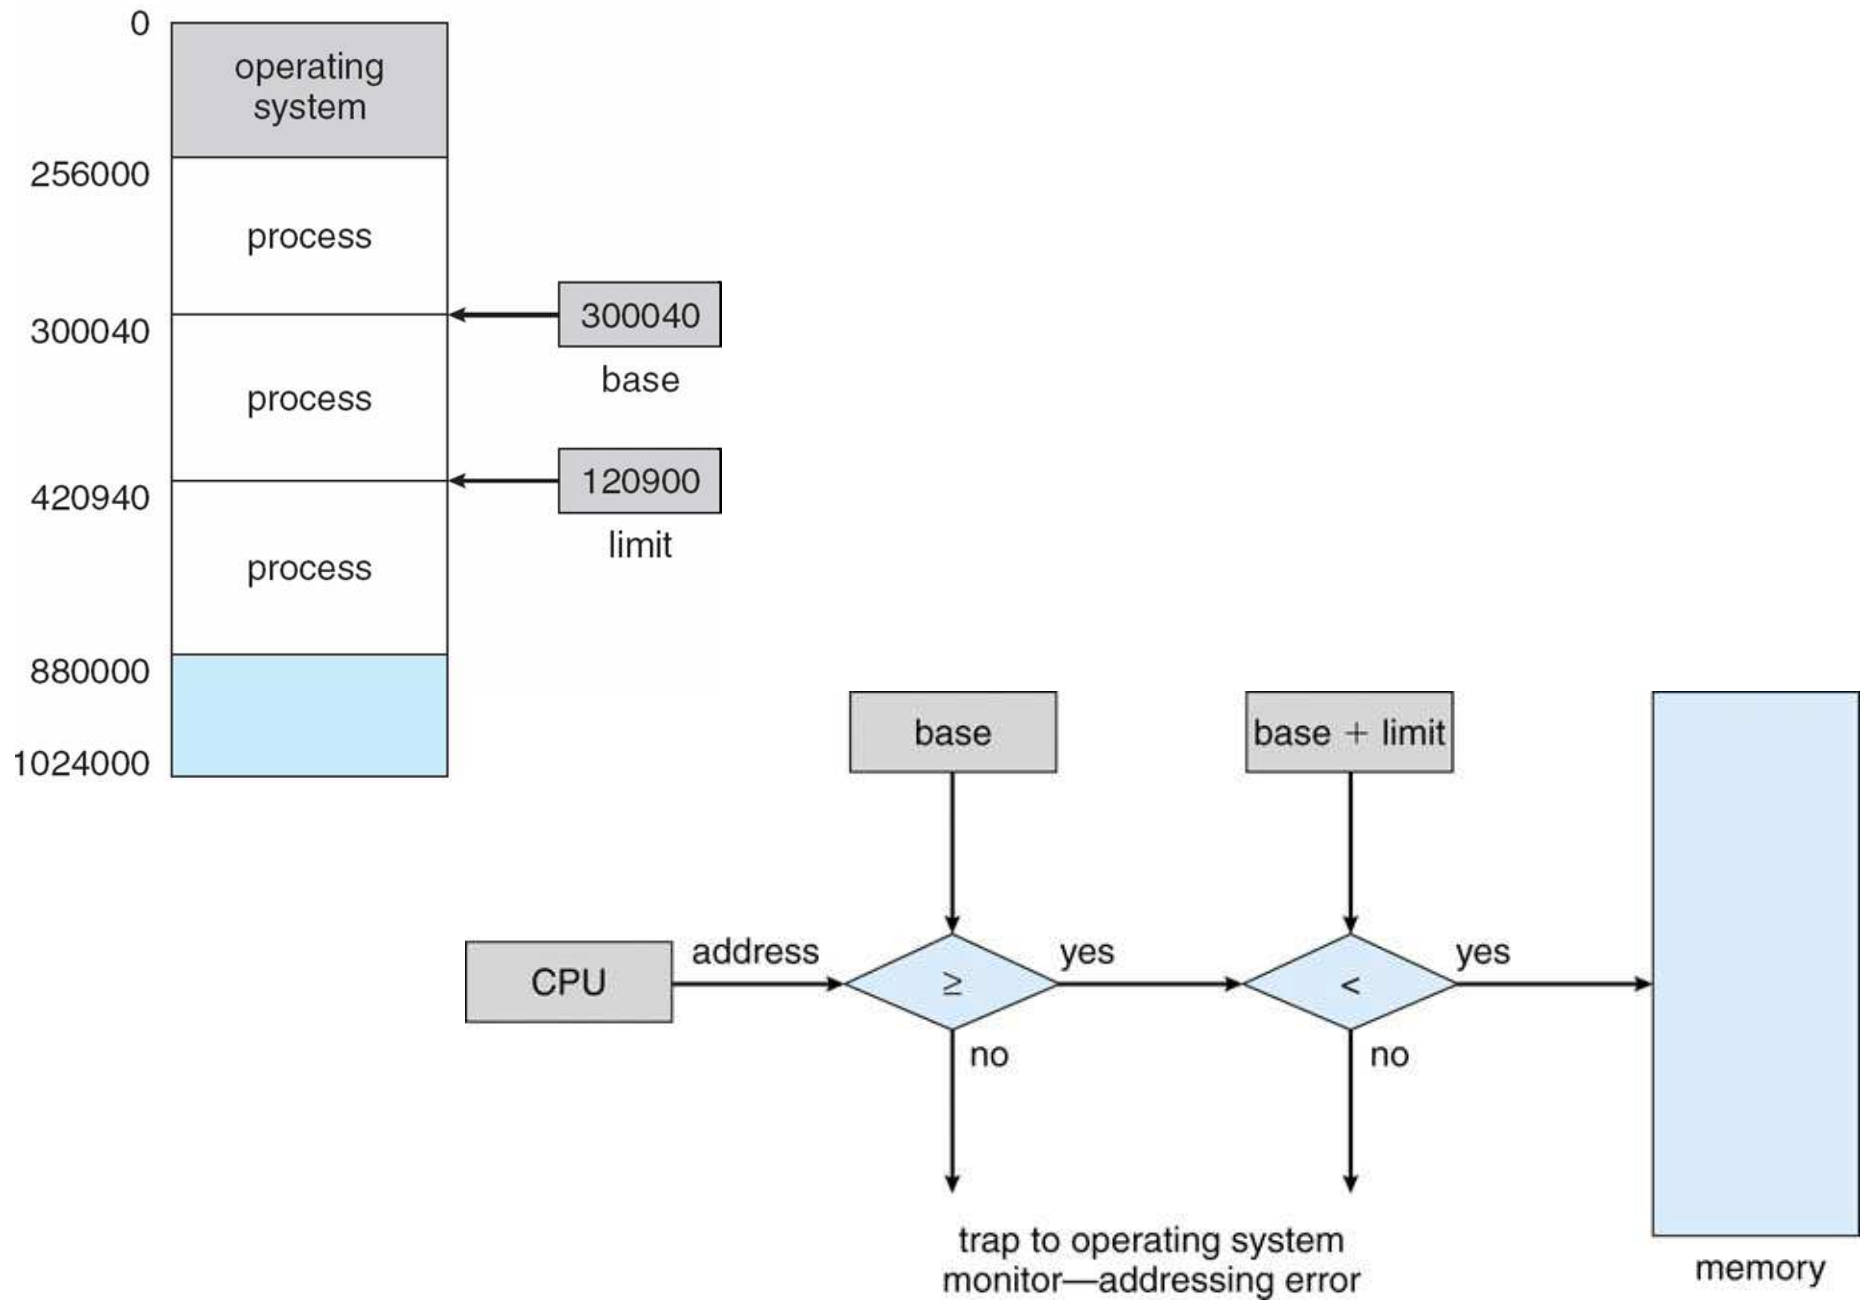 0
operating
system
256000
process
300040
300040
base
process
120900
limit
420940
process
880000
1024000
base
base + limit
CPU
address
≥
yes
<
yes
no
no
trap to operating system
monitor—addressing error
memory